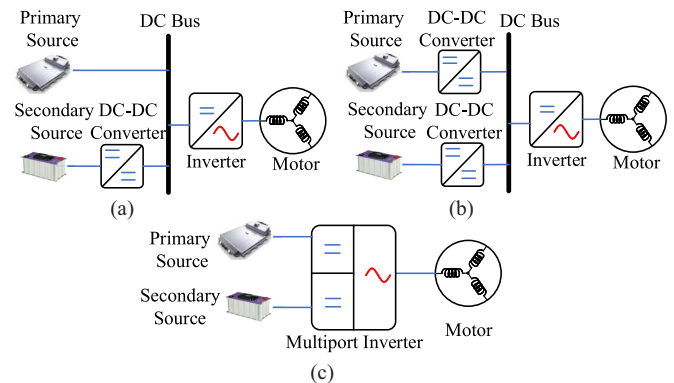 Primary
Source
DC Bus
Secondary
Source
DC-DC
Converter
Inverter
Motor
(a)
Primary
Source
DC-DC
Converter
DC Bus
Secondary
Source
DC-DC
Converter
Inverter
Motor
(b)
Primary
Source
Secondary
Source
Multiport Inverter
Motor
(c)